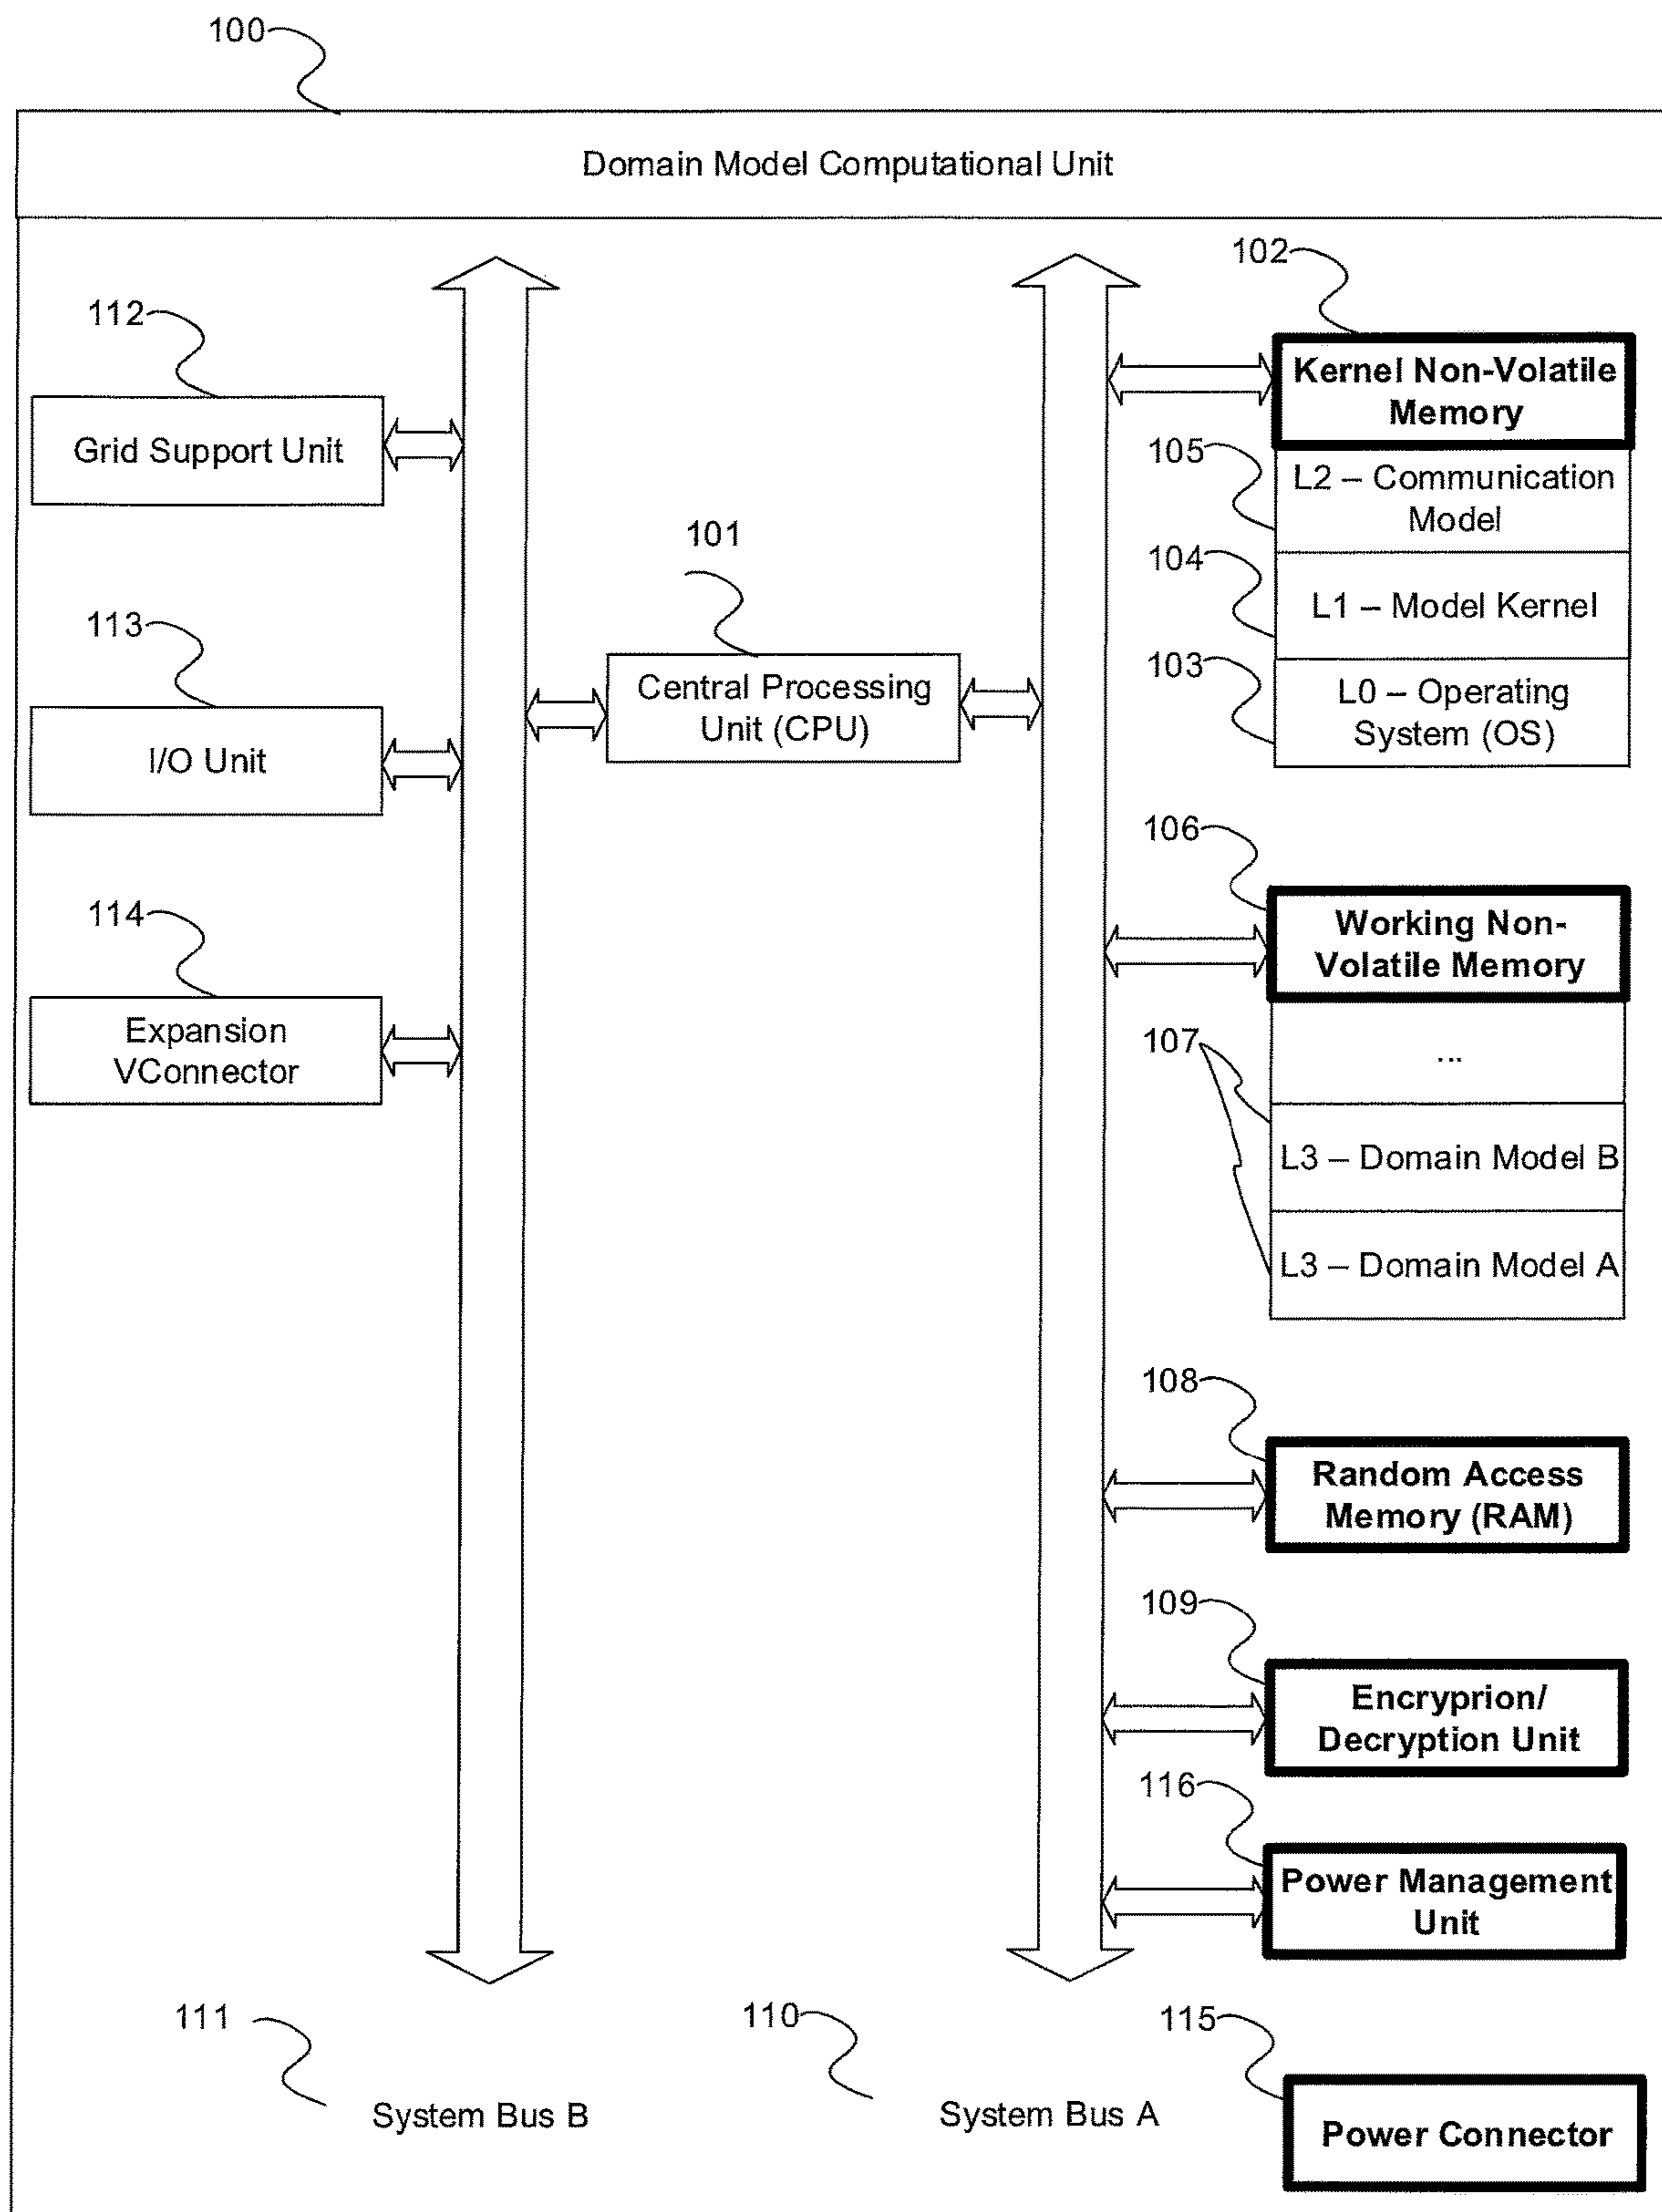 100
Domain Model Computational Unit
102
112
Kernel Non-Volatile
Memory
Grid Support Unit
105
L2 – Communication
Model
101
104
L1 – Model Kernel
113
103
Central Processing
Unit (CPU)
L0 – Operating
System (OS)
I/O Unit
106
114
Working Non-
Volatile Memory
Expansion
VConnector
107
...
L3 – Domain Model B
L3 – Domain Model A
108
Random Access
Memory (RAM)
109
Encryprion/
Decryption Unit
116
Power Management
Unit
111
110
115
System Bus B
System Bus A
Power Connector